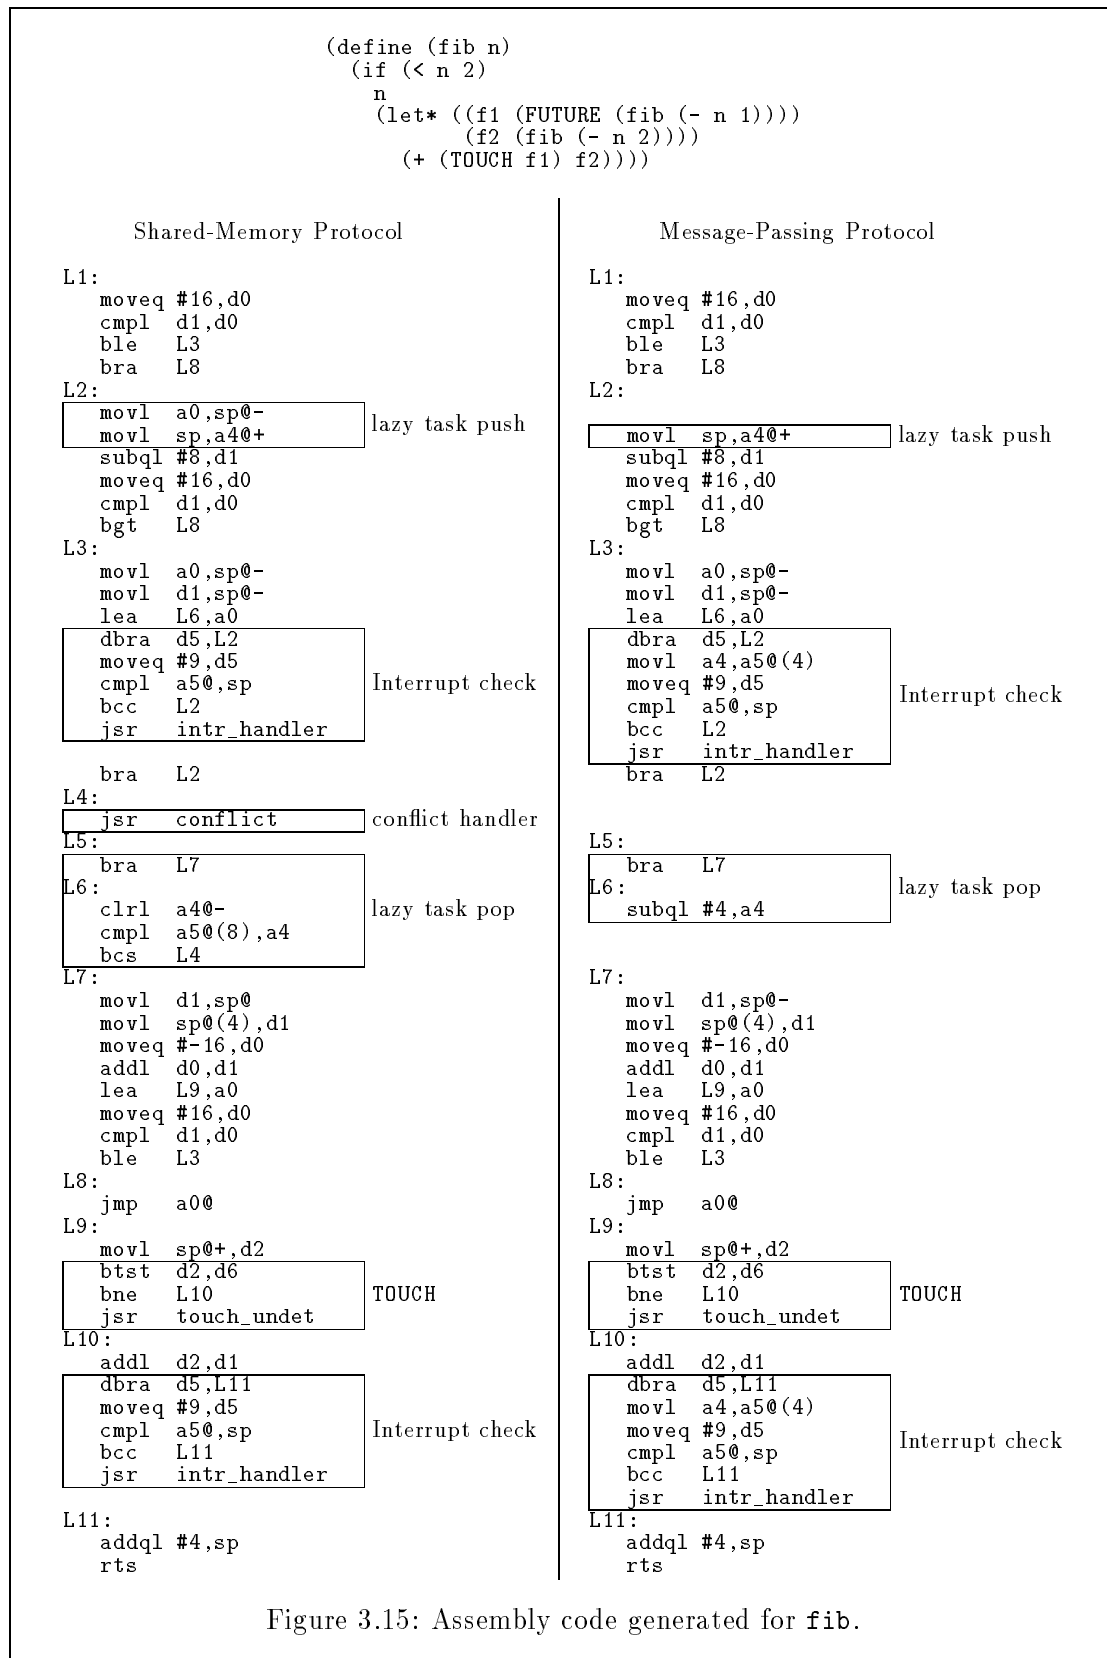 (define (fib n)
  (if (< n 2)
    n
    (let* ((f1 (FUTURE (fib (- n 1))))
           (f2 (fib (- n 2))))
      (+ (TOUCH f1) f2))))
Shared-Memory Protocol
L1:
   moveq #16,d0
   cmpl  d1,d0
   ble   L3
   bra   L8
L2:
   movl  a0,sp@-
   movl  sp,a4@+
lazy task push
   subql #8,d1
   moveq #16,d0
   cmpl  d1,d0
   bgt   L8
L3:
   movl  a0,sp@-
   movl  d1,sp@-
   lea   L6,a0
   dbra  d5,L2
   moveq #9,d5
   cmpl  a5@,sp
   bcc   L2
   jsr   intr_handler
Interrupt check
   bra   L2
L4:
   jsr   conflict
conflict handler
L5:
   bra   L7
L6:
   clrl  a4@-
   cmpl  a5@(8),a4
   bcs   L4
lazy task pop
L7:
   movl  d1,sp@
   movl  sp@(4),d1
   moveq #-16,d0
   addl  d0,d1
   lea   L9,a0
   moveq #16,d0
   cmpl  d1,d0
   ble   L3
L8:
   jmp   a0@
L9:
   movl  sp@+,d2
   btst  d2,d6
   bne   L10
   jsr   touch_undet
TOUCH
L10:
   addl  d2,d1
   dbra  d5,L11
   moveq #9,d5
   cmpl  a5@,sp
   bcc   L11
   jsr   intr_handler
Interrupt check
L11:
   addql #4,sp
   rts
Message-Passing Protocol
L1:
   moveq #16,d0
   cmpl  d1,d0
   ble   L3
   bra   L8
L2:
   movl  sp,a4@+
lazy task push
   subql #8,d1
   moveq #16,d0
   cmpl  d1,d0
   bgt   L8
L3:
   movl  a0,sp@-
   movl  d1,sp@-
   lea   L6,a0
   dbra  d5,L2
   movl  a4,a5@(4)
   moveq #9,d5
   cmpl  a5@,sp
   bcc   L2
   jsr   intr_handler
Interrupt check
   bra   L2
L5:
   bra   L7
L6:
   subql #4,a4
lazy task pop
L7:
   movl  d1,sp@-
   movl  sp@(4),d1
   moveq #-16,d0
   addl  d0,d1
   lea   L9,a0
   moveq #16,d0
   cmpl  d1,d0
   ble   L3
L8:
   jmp   a0@
L9:
   movl  sp@+,d2
   btst  d2,d6
   bne   L10
   jsr   touch_undet
TOUCH
L10:
   addl  d2,d1
   dbra  d5,L11
   movl  a4,a5@(4)
   moveq #9,d5
   cmpl  a5@,sp
   bcc   L11
   jsr   intr_handler
Interrupt check
L11:
   addql #4,sp
   rts
Figure 3.15: Assembly code generated for fib.